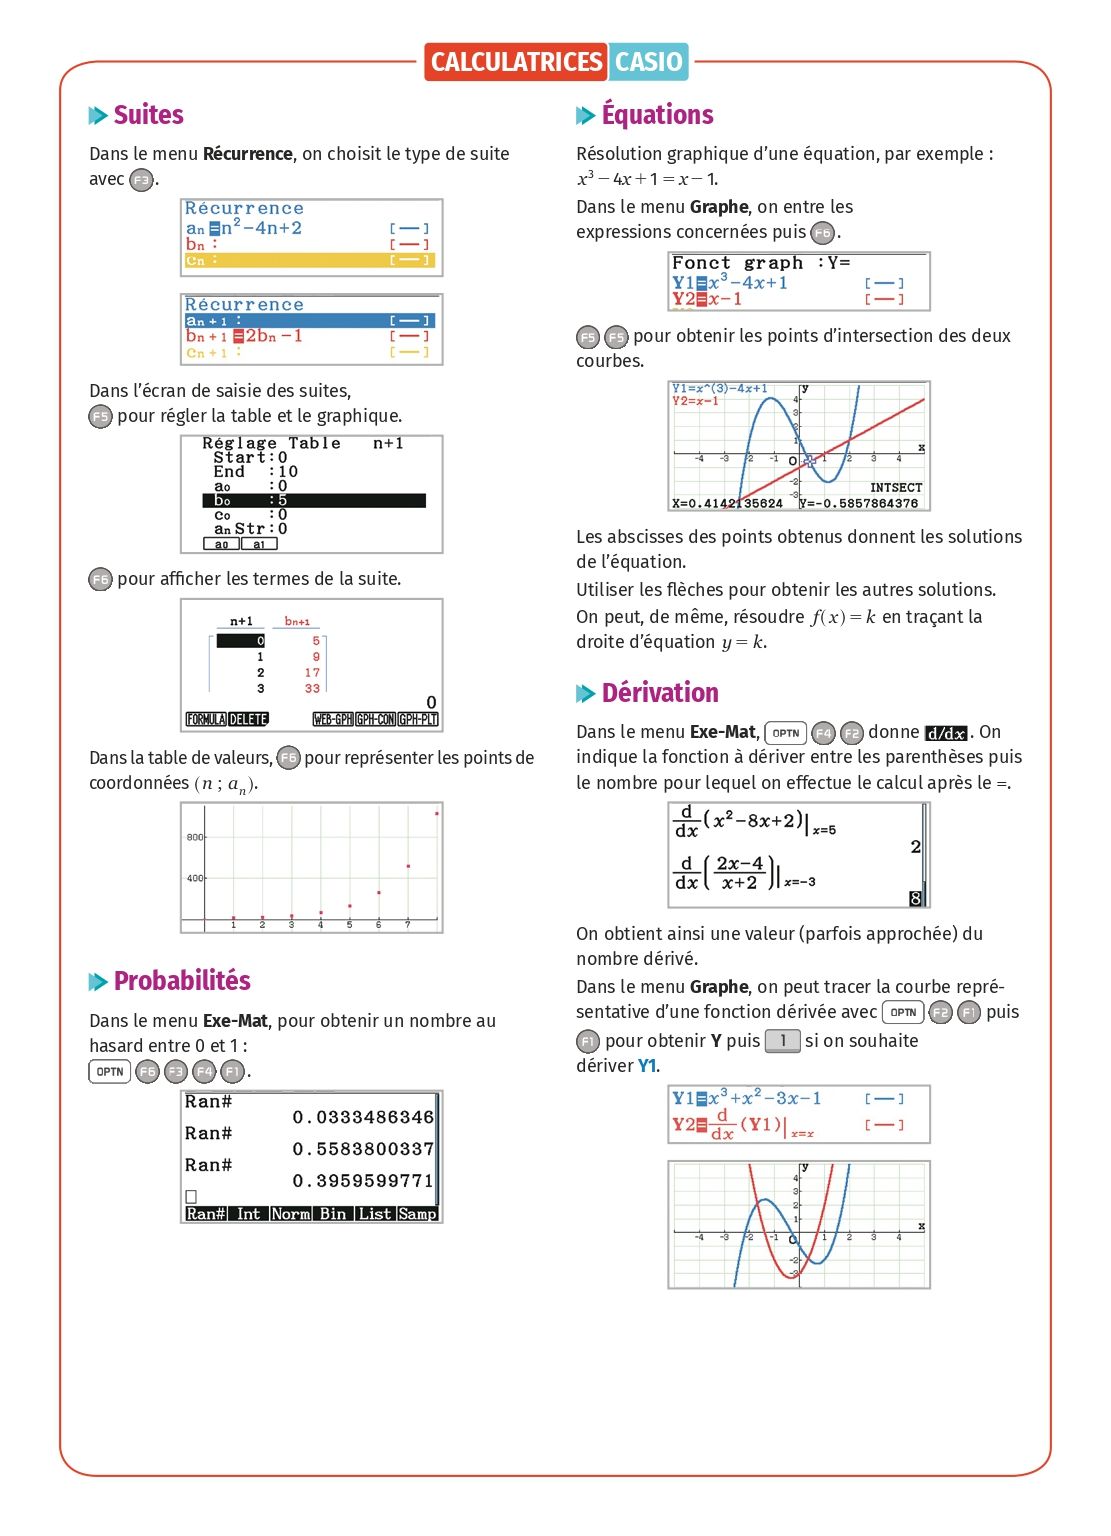 CALCULATRICES CASIO
Suites
Dans le menu Récurrence, on choisit le type de suite
avec F3.
Récurrence
an=n²−4n+2 [—]
bn : [—]
cn : [—]
Récurrence
an+1 : [—]
bn+1=2bn−1 [—]
cn+1 : [—]
Dans l'écran de saisie des suites,
F5 pour régler la table et le graphique.
Réglage Table n+1
Start:0
End :10
a0 :0
b0 :5
c0 :0
an Str:0
a0 a1
F6 pour afficher les termes de la suite.
n+1 bn+1
0 5
1 9
2 17
3 33
0
FORMULA DELETE WEB-GPH GPH-CON GPH-PLT
Dans la table de valeurs, F6 pour représenter les points de
coordonnées (n ; an).
800
400
1 2 3 4 5 6 7
Probabilités
Dans le menu Exe-Mat, pour obtenir un nombre au
hasard entre 0 et 1 :
OPTN F6 F3 F4 F1.
Ran#
0.0333486346
Ran#
0.5583800337
Ran#
0.3959599771
Ran# Int Norm Bin List Samp
Équations
Résolution graphique d'une équation, par exemple :
x³ − 4x + 1 = x − 1.
Dans le menu Graphe, on entre les
expressions concernées puis F6.
Fonct graph :Y=
Y1=x³−4x+1 [—]
Y2=x−1 [—]
F5 F5 pour obtenir les points d'intersection des deux
courbes.
Y1=x^(3)−4x+1 y
Y2=x−1
4
3
2
1
x
-4 -3 -2 -1 O 1 2 3 4
-2
-3
INTSECT
X=0.4142135624 Y=-0.5857864376
Les abscisses des points obtenus donnent les solutions
de l'équation.
Utiliser les flèches pour obtenir les autres solutions.
On peut, de même, résoudre f(x) = k en traçant la
droite d'équation y = k.
Dérivation
Dans le menu Exe-Mat, OPTN F4 F2 donne d/dx. On
indique la fonction à dériver entre les parenthèses puis
le nombre pour lequel on effectue le calcul après le =.
d/dx(x²−8x+2)|x=5
2
d/dx((2x−4)/(x+2))|x=−3
8
On obtient ainsi une valeur (parfois approchée) du
nombre dérivé.
Dans le menu Graphe, on peut tracer la courbe repré-
sentative d'une fonction dérivée avec OPTN F2 F1 puis
F1 pour obtenir Y puis 1 si on souhaite
dériver Y1.
Y1=x³+x²−3x−1 [—]
Y2=d/dx(Y1)|x=x [—]
y
4
3
2
1
x
-4 -3 -2 -1 O 1 2 3 4
-2
-3